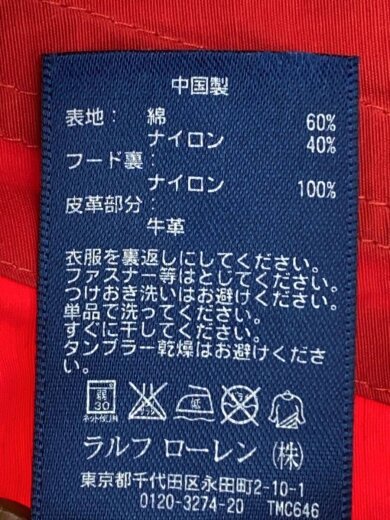 中国製
表地： 綿 60%
ナイロン 40%
フード裏：
ナイロン 100%
皮革部分：
牛革
衣服を裏返しにしてください。
ファスナー等はとじてください。
つけおき洗いはお避けください。
単品で洗ってください。
すぐに干してください。
タンブラー乾燥はお避けくださ
い。
弱 30 ネット使用 低
ラルフ ローレン (株)
東京都千代田区永田町2-10-1
0120-3274-20 TMC646